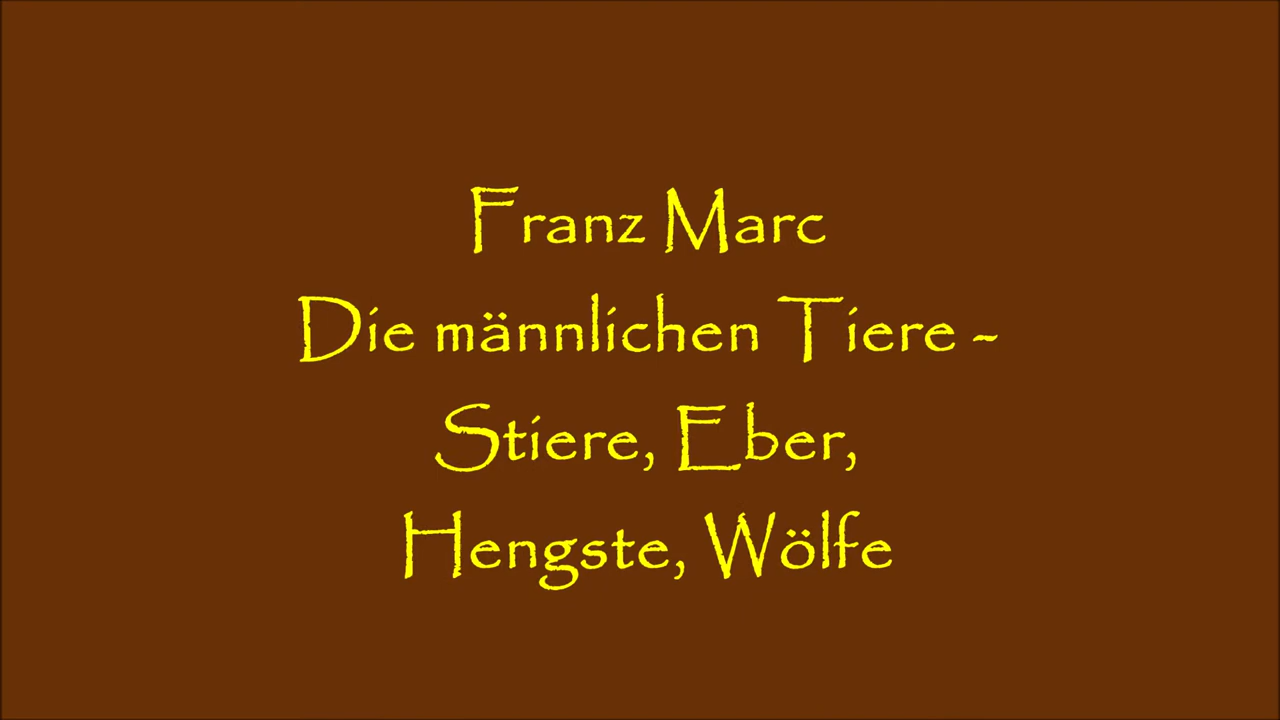 Franz Marc
Die männlichen Tiere -
Stiere, Eber,
Hengste, Wölfe